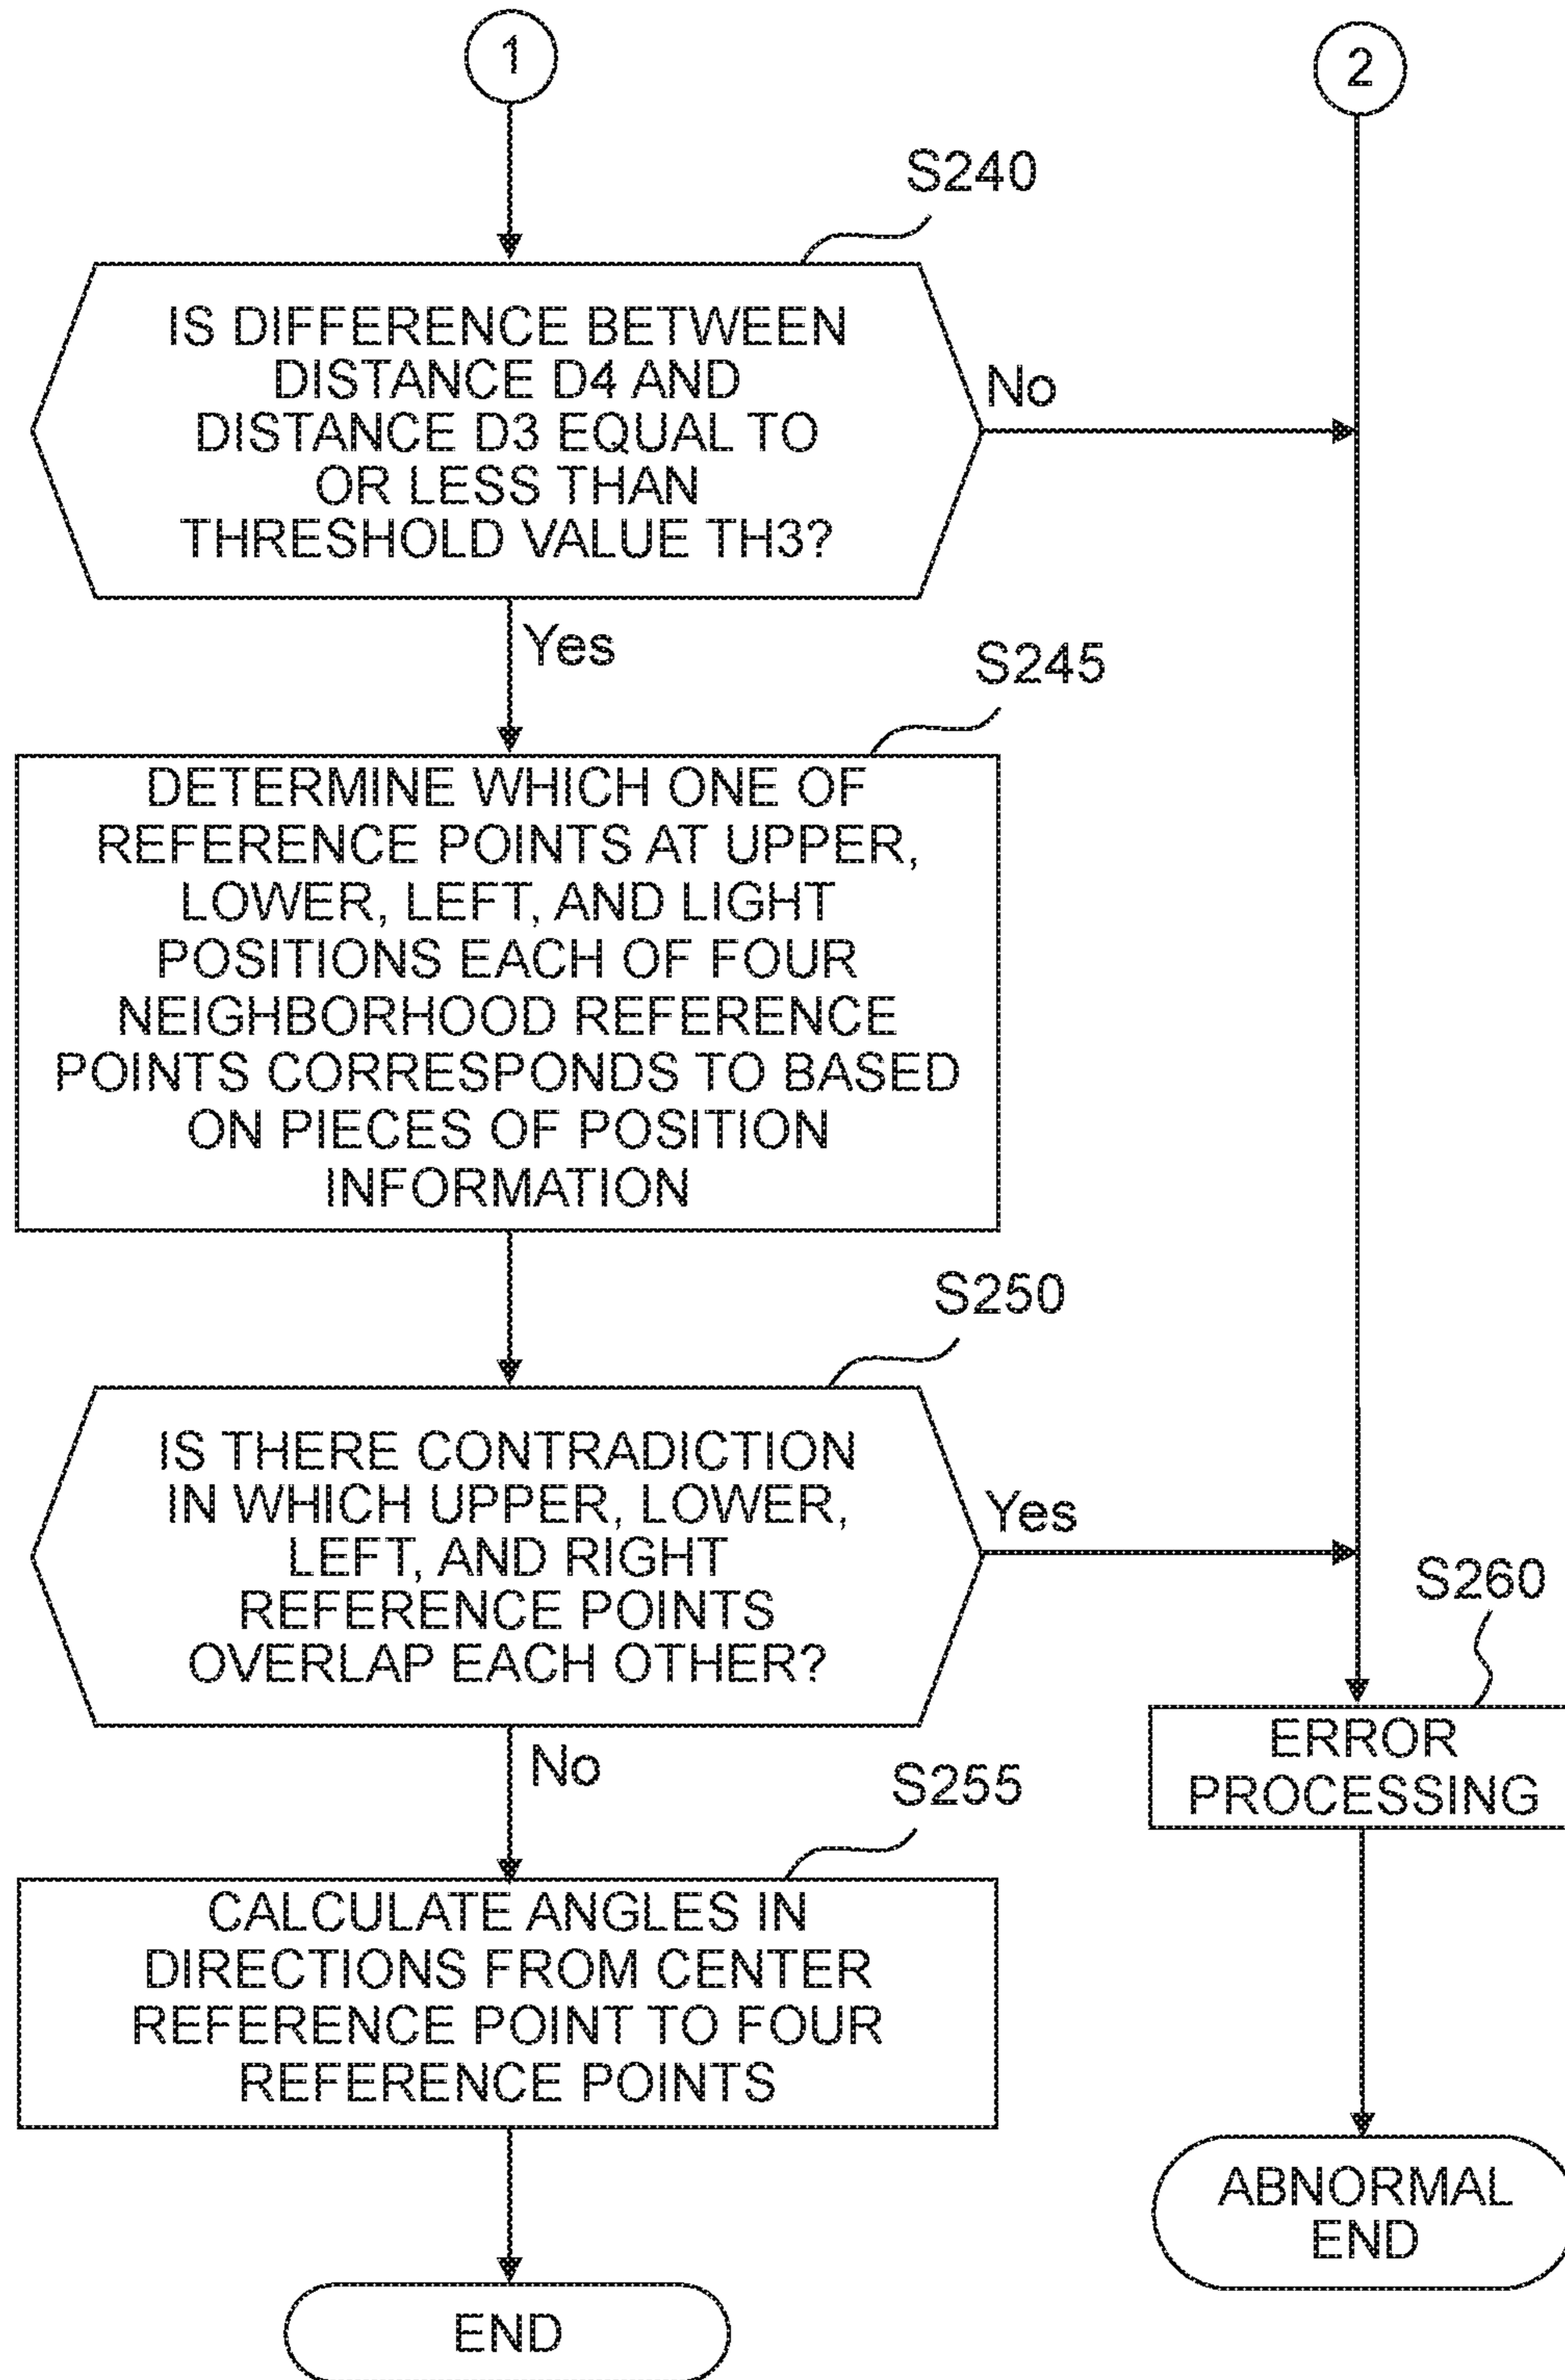 1
2
S240
IS DIFFERENCE BETWEEN
DISTANCE D4 AND
DISTANCE D3 EQUAL TO
OR LESS THAN
THRESHOLD VALUE TH3?
No
Yes
S245
DETERMINE WHICH ONE OF
REFERENCE POINTS AT UPPER,
LOWER, LEFT, AND LIGHT
POSITIONS EACH OF FOUR
NEIGHBORHOOD REFERENCE
POINTS CORRESPONDS TO BASED
ON PIECES OF POSITION
INFORMATION
S250
IS THERE CONTRADICTION
IN WHICH UPPER, LOWER,
LEFT, AND RIGHT
REFERENCE POINTS
OVERLAP EACH OTHER?
Yes
No
S260
ERROR
PROCESSING
S255
CALCULATE ANGLES IN
DIRECTIONS FROM CENTER
REFERENCE POINT TO FOUR
REFERENCE POINTS
ABNORMAL
END
END